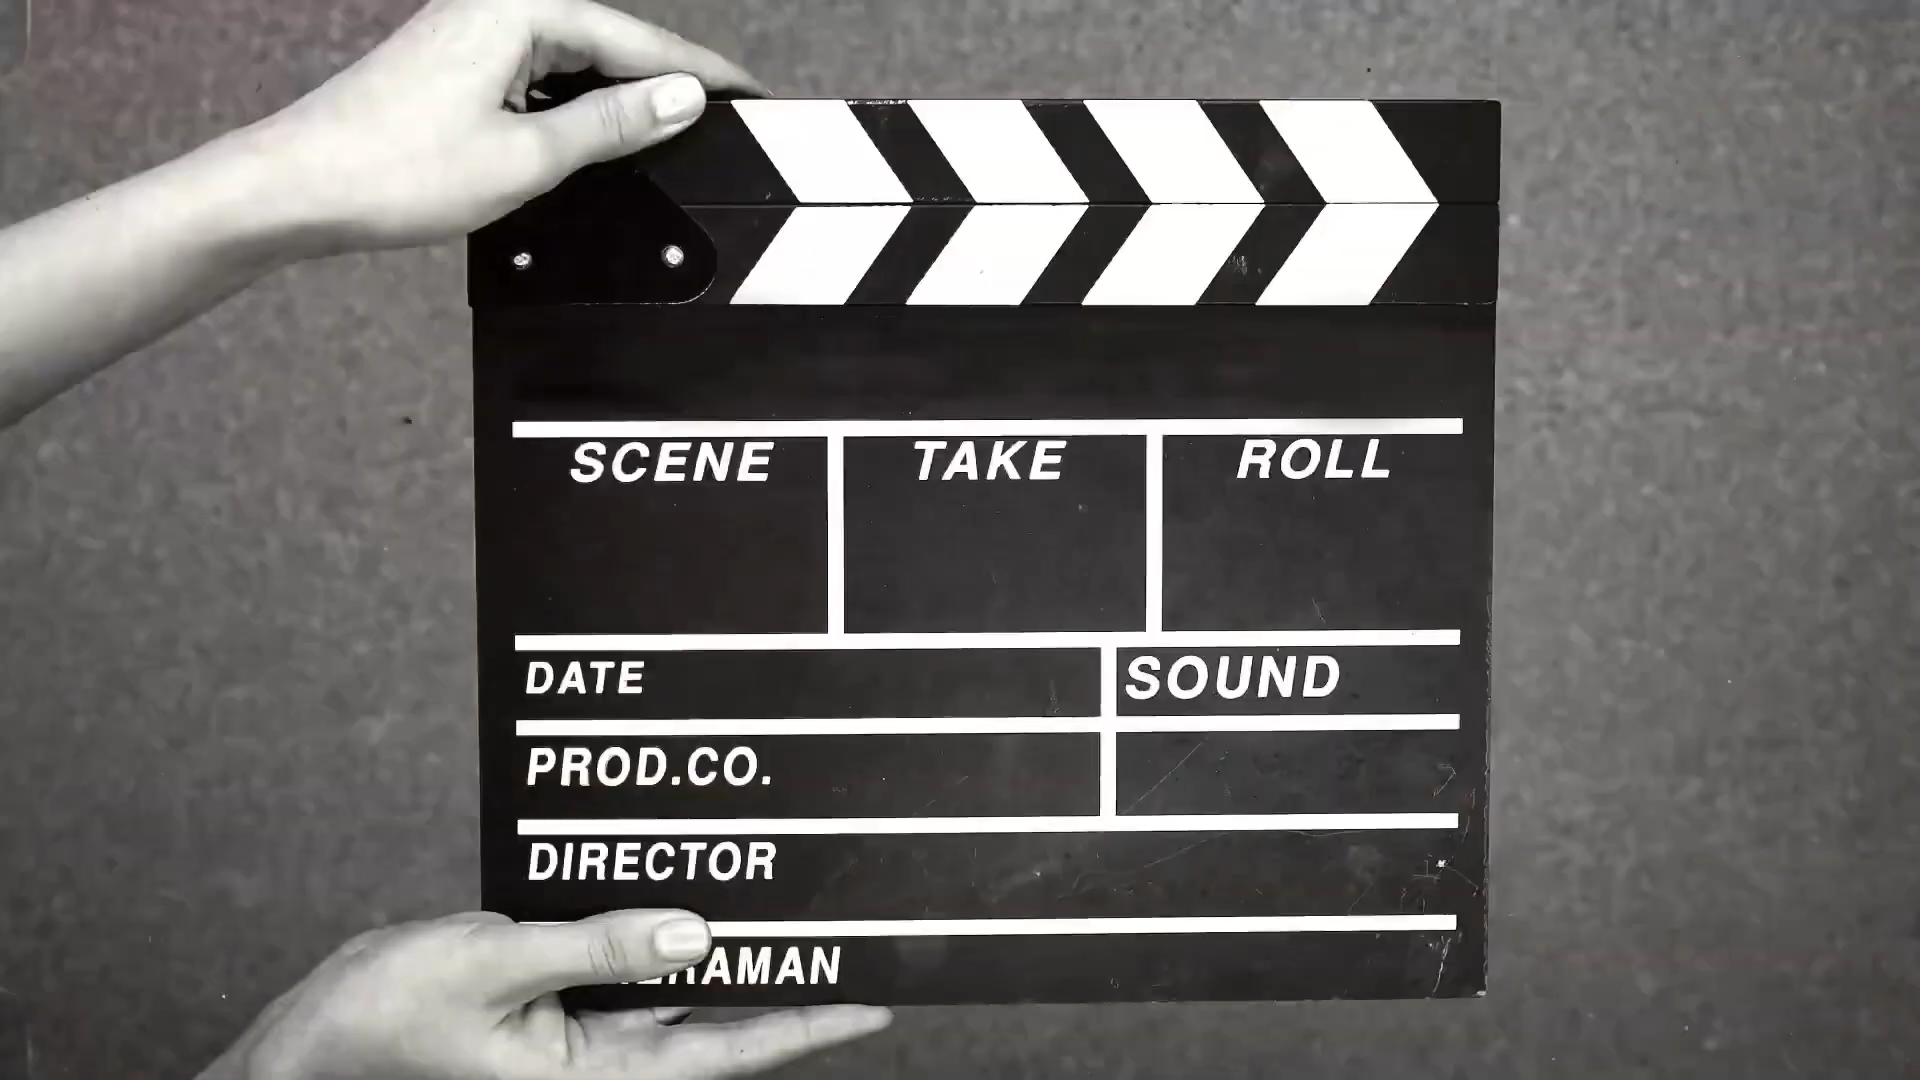 SCENE TAKE ROLL
DATE SOUND
PROD.CO.
DIRECTOR